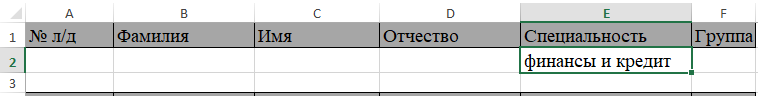 A B C D E F
1 № л/д Фамилия Имя Отчество Специальность Группа
2 финансы и кредит
3